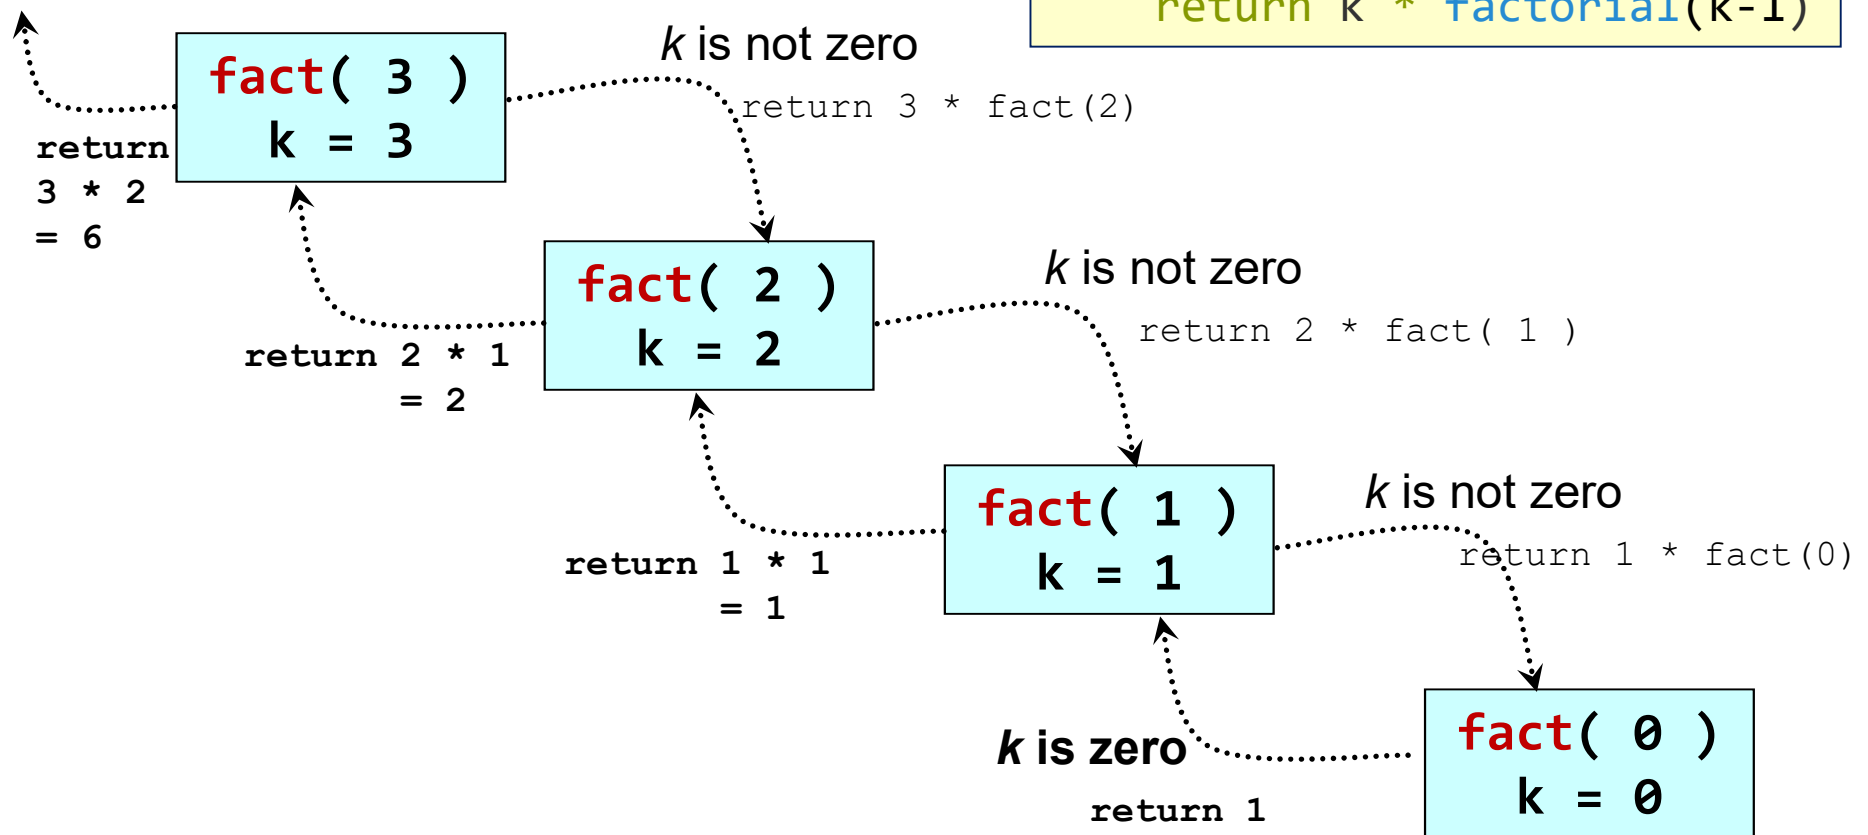 return k * factorial(k-1)
k is not zero
fact( 3 )
k = 3
return 3 * fact(2)
return
3 * 2
= 6
k is not zero
fact( 2 )
k = 2
return 2 * fact( 1 )
return 2 * 1
= 2
k is not zero
fact( 1 )
k = 1
return 1 * fact(0)
return 1 * 1
= 1
k is zero
return 1
fact( 0 )
k = 0